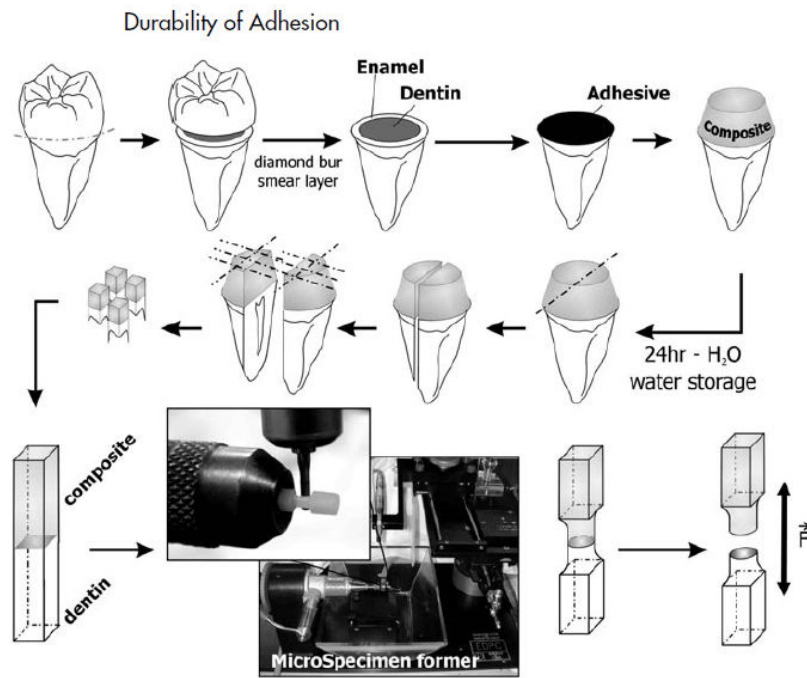 Durability of Adhesion
Enamel
Dentin
Adhesive
Composite
diamond bur
smear layer
24hr - H₂O
water storage
composite
dentin
MicroSpecimen former